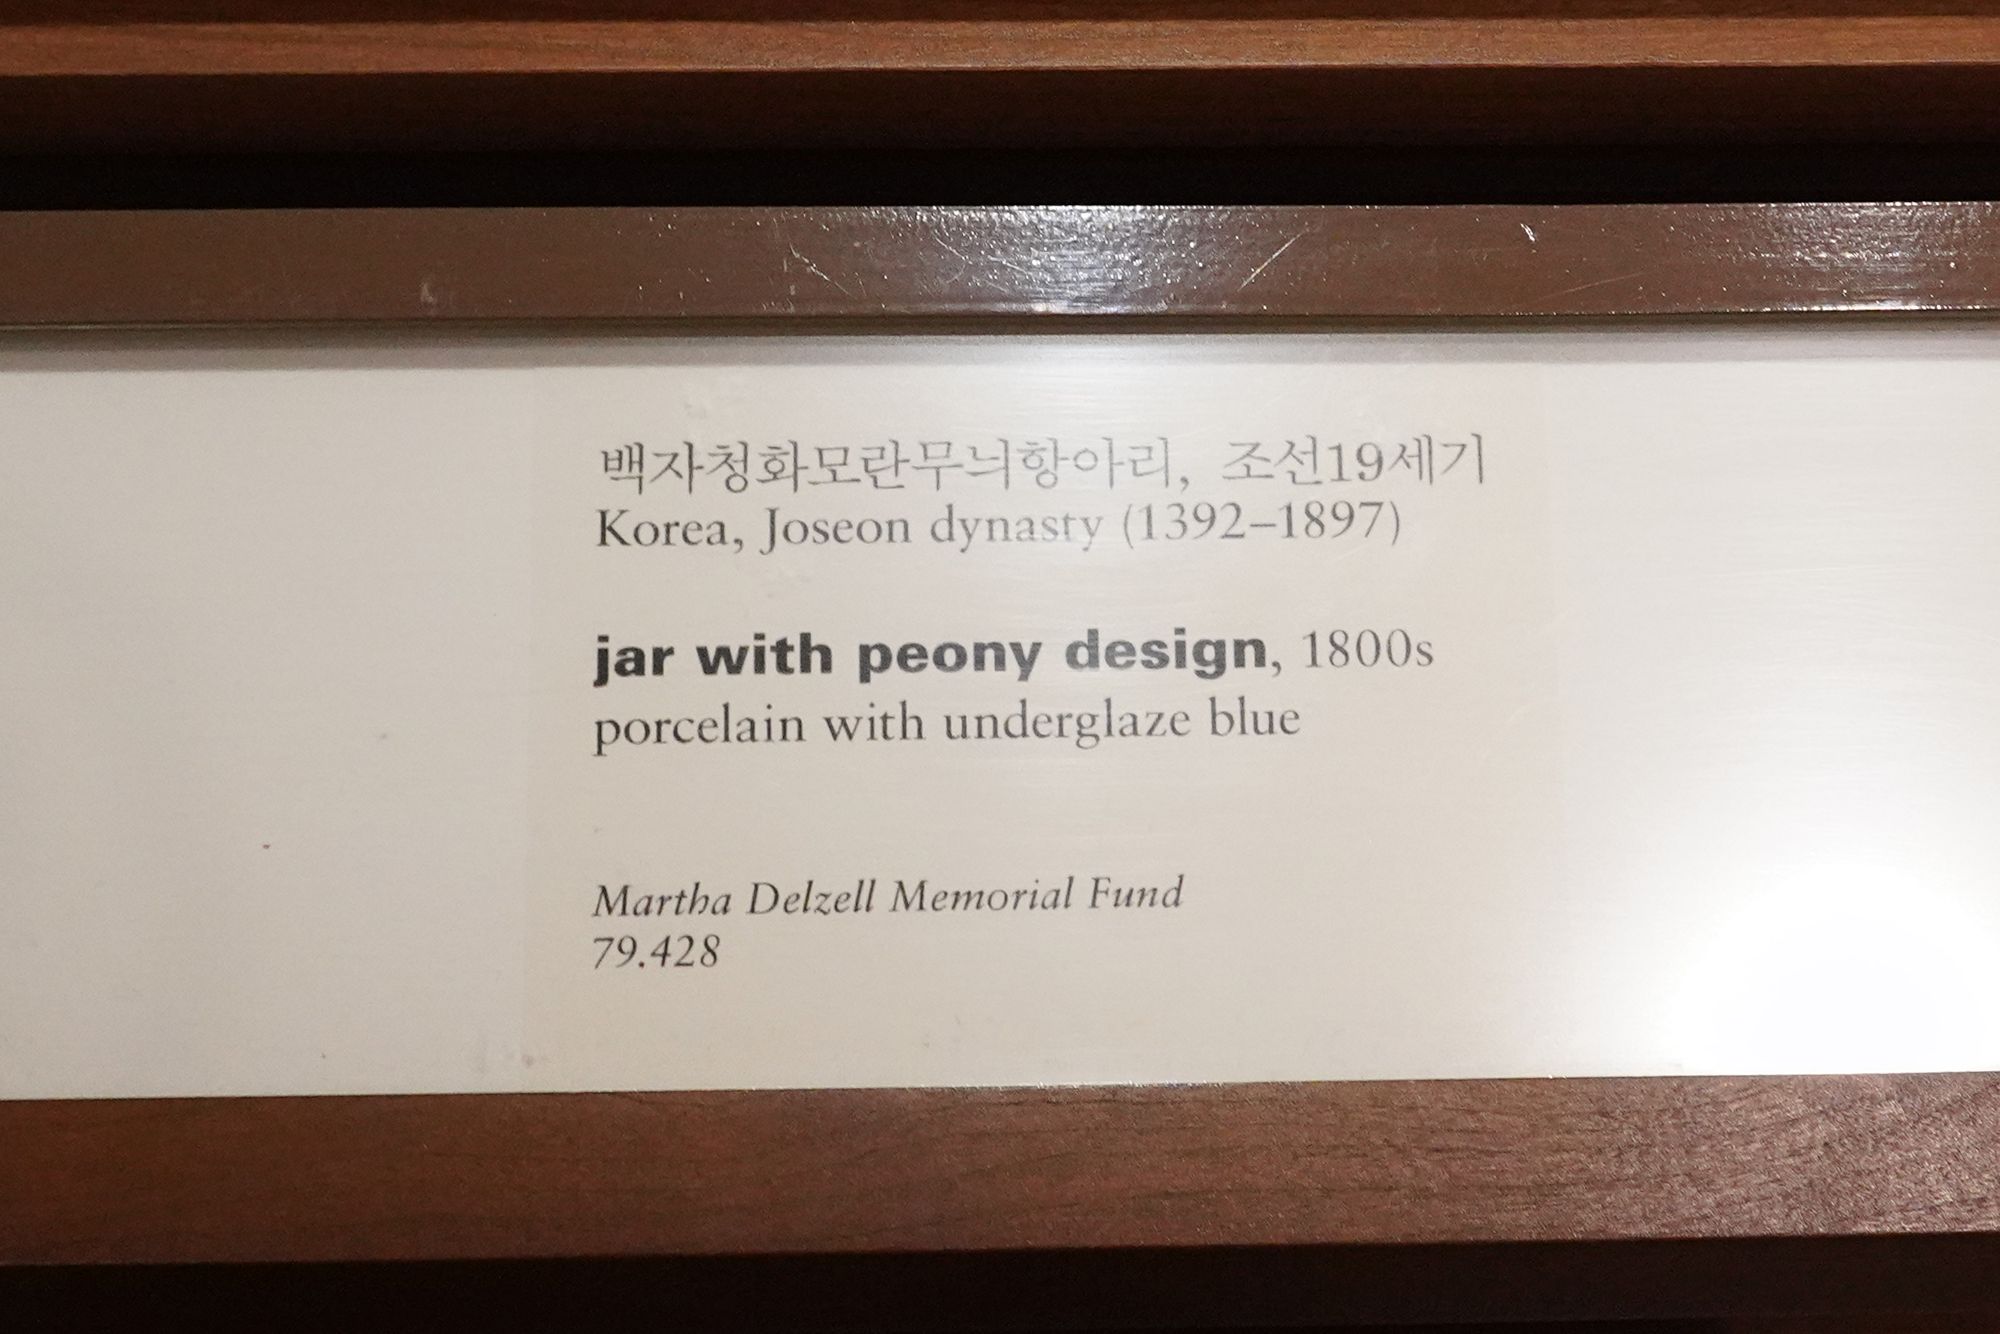 백자청화모란무늬항아리, 조선19세기
Korea, Joseon dynasty (1392–1897)
jar with peony design, 1800s
porcelain with underglaze blue
Martha Delzell Memorial Fund
79.428